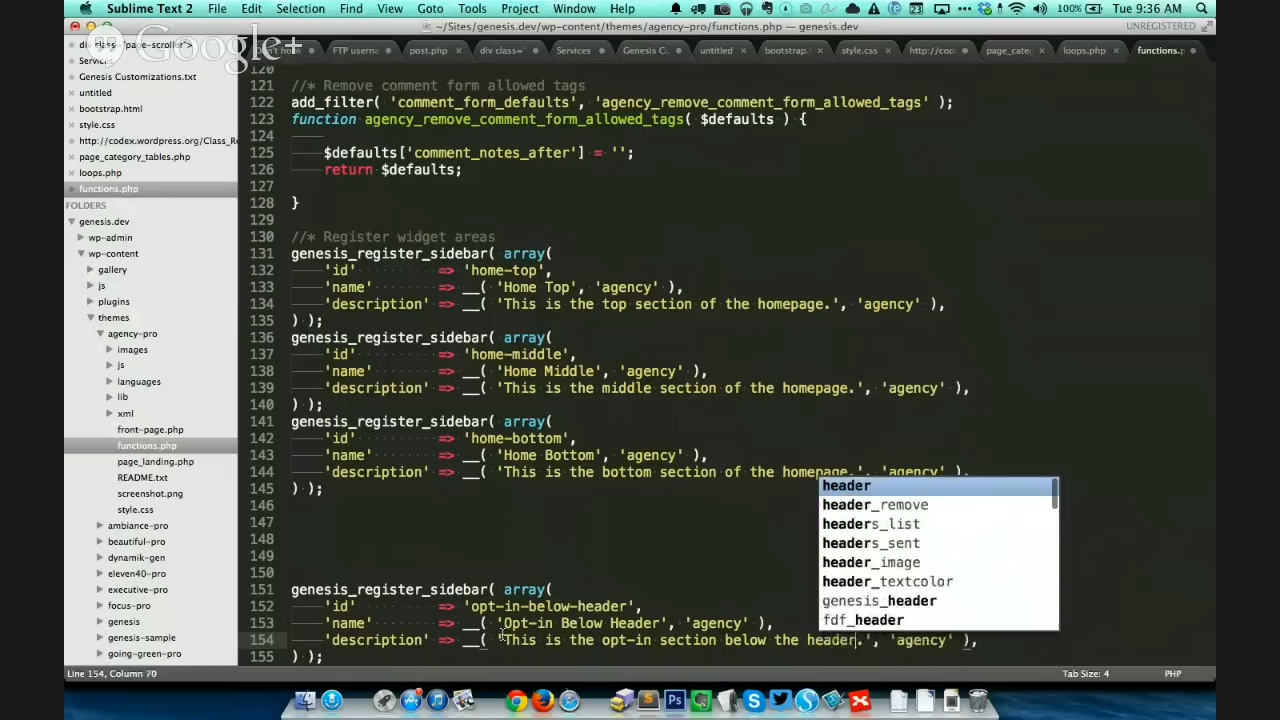 Sublime Text 2 File Edit Selection Find View Goto Tools Project Window Help 100% Tue 9:36 AM
~/Sites/genesis.dev/wp-content/themes/agency-pro/functions.php — genesis.dev UNREGISTERED
Google+
FTP userna post.php div class=" Services Genesis C untitled bootstrap. style.css http://cod page_categ loops.php functions.p
div class="page-scroller">
Services
Genesis Customizations.txt
untitled
bootstrap.html
style.css
http://codex.wordpress.org/Class_Re
page_category_tables.php
loops.php
functions.php
FOLDERS
genesis.dev
wp-admin
wp-content
gallery
js
plugins
themes
agency-pro
images
js
languages
lib
xml
front-page.php
functions.php
page_landing.php
README.txt
screenshot.png
style.css
ambiance-pro
beautiful-pro
dynamik-gen
eleven40-pro
executive-pro
focus-pro
genesis
genesis-sample
going-green-pro
120
121 //* Remove comment form allowed tags
122 add_filter( 'comment_form_defaults', 'agency_remove_comment_form_allowed_tags' );
123 function agency_remove_comment_form_allowed_tags( $defaults ) {
124
125 $defaults['comment_notes_after'] = '';
126 return $defaults;
127
128 }
129
130 //* Register widget areas
131 genesis_register_sidebar( array(
132 'id' => 'home-top',
133 'name' => __( 'Home Top', 'agency' ),
134 'description' => __( 'This is the top section of the homepage.', 'agency' ),
135 ) );
136 genesis_register_sidebar( array(
137 'id' => 'home-middle',
138 'name' => __( 'Home Middle', 'agency' ),
139 'description' => __( 'This is the middle section of the homepage.', 'agency' ),
140 ) );
141 genesis_register_sidebar( array(
142 'id' => 'home-bottom',
143 'name' => __( 'Home Bottom', 'agency' ),
144 'description' => __( 'This is the bottom section of the homepage.', 'agency' ),
145 ) );
146
147
148
149
150
151 genesis_register_sidebar( array(
152 'id' => 'opt-in-below-header',
153 'name' => __( 'Opt-in Below Header', 'agency' ),
154 'description' => __( 'This is the opt-in section below the header.', 'agency' ),
155 ) );
header
header_remove
headers_list
headers_sent
header_image
header_textcolor
genesis_header
fdf_header
Line 154, Column 70 Tab Size: 4 PHP